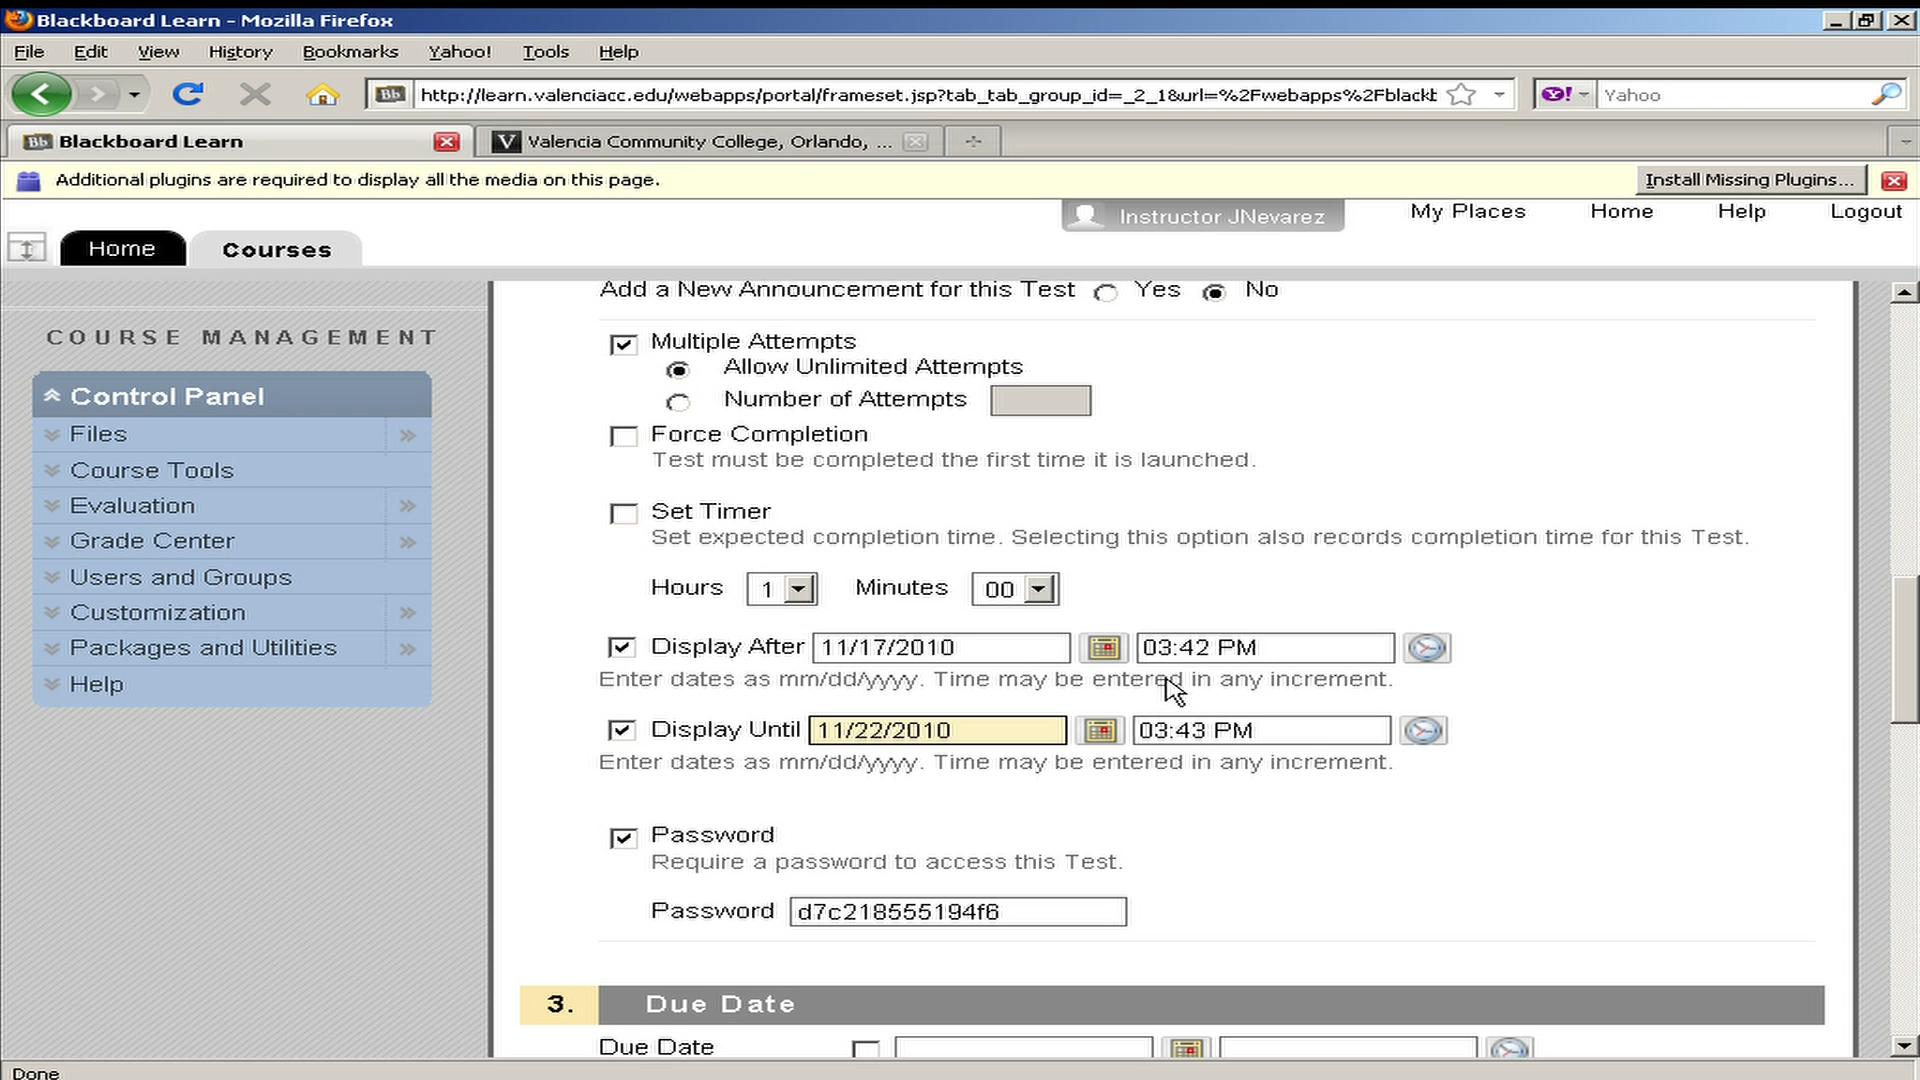 Blackboard Learn - Mozilla Firefox
File Edit View History Bookmarks Yahoo! Tools Help
Bb http://learn.valenciacc.edu/webapps/portal/frameset.jsp?tab_tab_group_id=_2_1&url=%2Fwebapps%2Fblackb Y! Yahoo
Bb Blackboard Learn V Valencia Community College, Orlando, ...
Additional plugins are required to display all the media on this page. Install Missing Plugins...
Instructor JNevarez My Places Home Help Logout
Home Courses
Add a New Announcement for this Test Yes No
COURSE MANAGEMENT
Control Panel
Files
Course Tools
Evaluation
Grade Center
Users and Groups
Customization
Packages and Utilities
Help
Multiple Attempts
Allow Unlimited Attempts
Number of Attempts
Force Completion
Test must be completed the first time it is launched.
Set Timer
Set expected completion time. Selecting this option also records completion time for this Test.
Hours 1 Minutes 00
Display After 11/17/2010 03:42 PM
Enter dates as mm/dd/yyyy. Time may be entered in any increment.
Display Until 11/22/2010 03:43 PM
Enter dates as mm/dd/yyyy. Time may be entered in any increment.
Password
Require a password to access this Test.
Password d7c218555194f6
3. Due Date
Due Date
Done